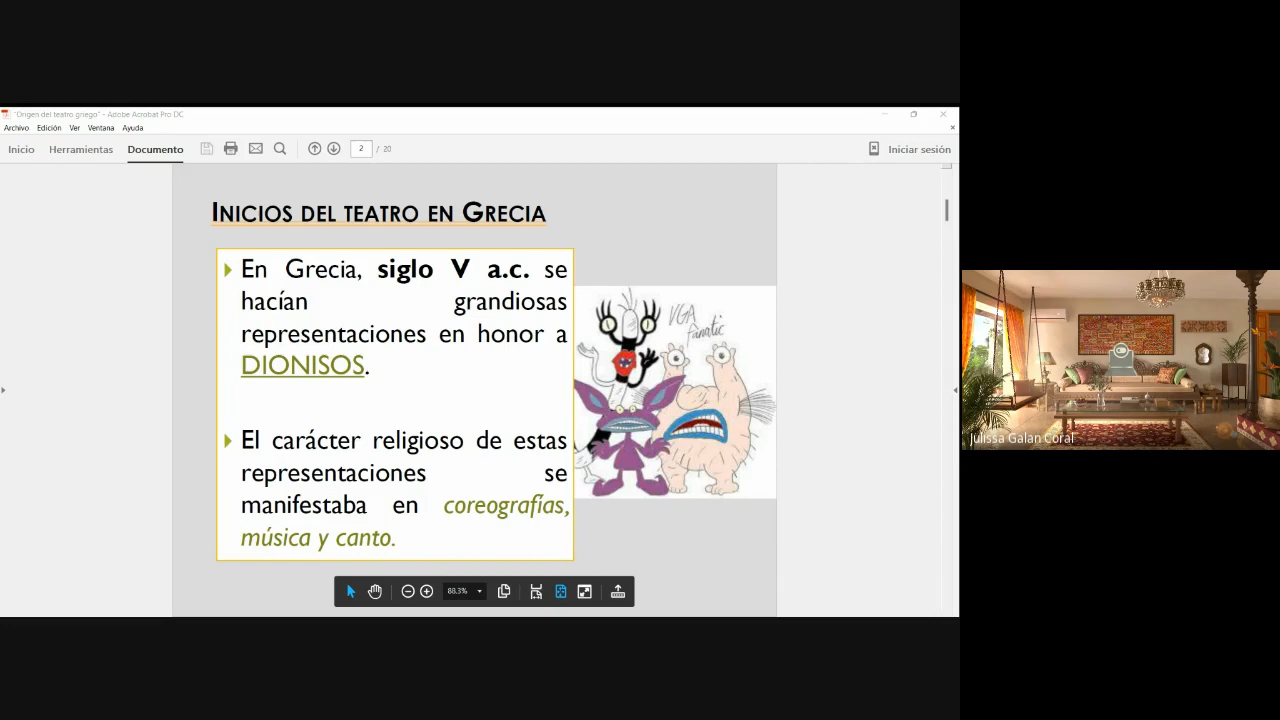 "Origen del teatro griego" - Adobe Acrobat Pro DC
Archivo Edición Ver Ventana Ayuda
Inicio Herramientas Documento 2 / 20 Iniciar sesión
INICIOS DEL TEATRO EN GRECIA
En Grecia, siglo V a.c. se
hacían grandiosas
representaciones en honor a
DIONISOS.
El carácter religioso de estas
representaciones se
manifestaba en coreografías,
música y canto.
VGA
Fanatic
88.3%
Julissa Galan Coral